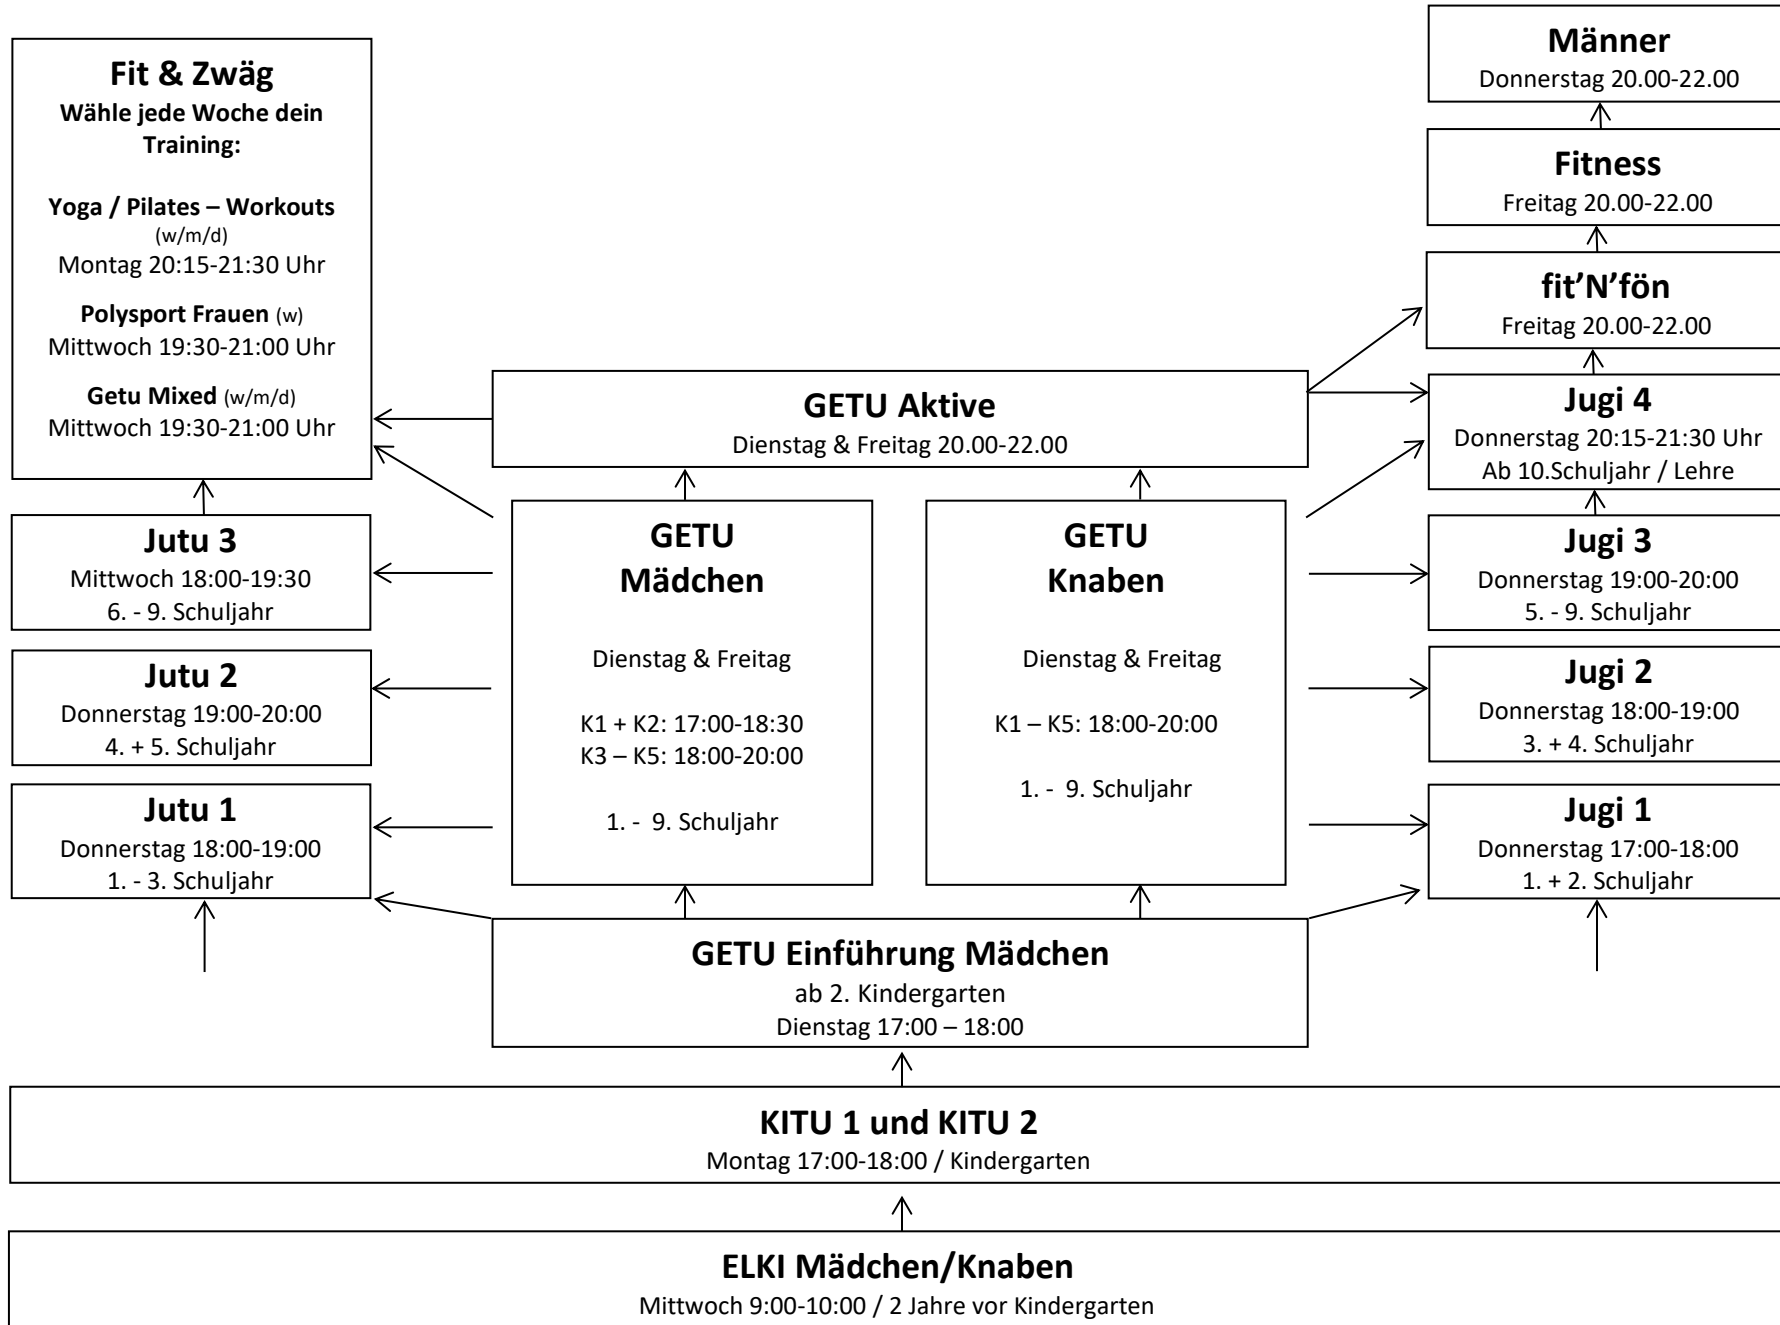 Fit & Zwäg
Wähle jede Woche dein
Training:
Yoga / Pilates – Workouts
(w/m/d)
Montag 20:15-21:30 Uhr
Polysport Frauen (w)
Mittwoch 19:30-21:00 Uhr
Getu Mixed (w/m/d)
Mittwoch 19:30-21:00 Uhr
Jutu 3
Mittwoch 18:00-19:30
6. - 9. Schuljahr
Jutu 2
Donnerstag 19:00-20:00
4. + 5. Schuljahr
Jutu 1
Donnerstag 18:00-19:00
1. - 3. Schuljahr
GETU Aktive
Dienstag & Freitag 20.00-22.00
GETU
Mädchen
Dienstag & Freitag
K1 + K2: 17:00-18:30
K3 – K5: 18:00-20:00
1. - 9. Schuljahr
GETU
Knaben
Dienstag & Freitag
K1 – K5: 18:00-20:00
1. - 9. Schuljahr
Männer
Donnerstag 20.00-22.00
Fitness
Freitag 20.00-22.00
fit’N’fön
Freitag 20.00-22.00
Jugi 4
Donnerstag 20:15-21:30 Uhr
Ab 10.Schuljahr / Lehre
Jugi 3
Donnerstag 19:00-20:00
5. - 9. Schuljahr
Jugi 2
Donnerstag 18:00-19:00
3. + 4. Schuljahr
Jugi 1
Donnerstag 17:00-18:00
1. + 2. Schuljahr
GETU Einführung Mädchen
ab 2. Kindergarten
Dienstag 17:00 – 18:00
KITU 1 und KITU 2
Montag 17:00-18:00 / Kindergarten
ELKI Mädchen/Knaben
Mittwoch 9:00-10:00 / 2 Jahre vor Kindergarten